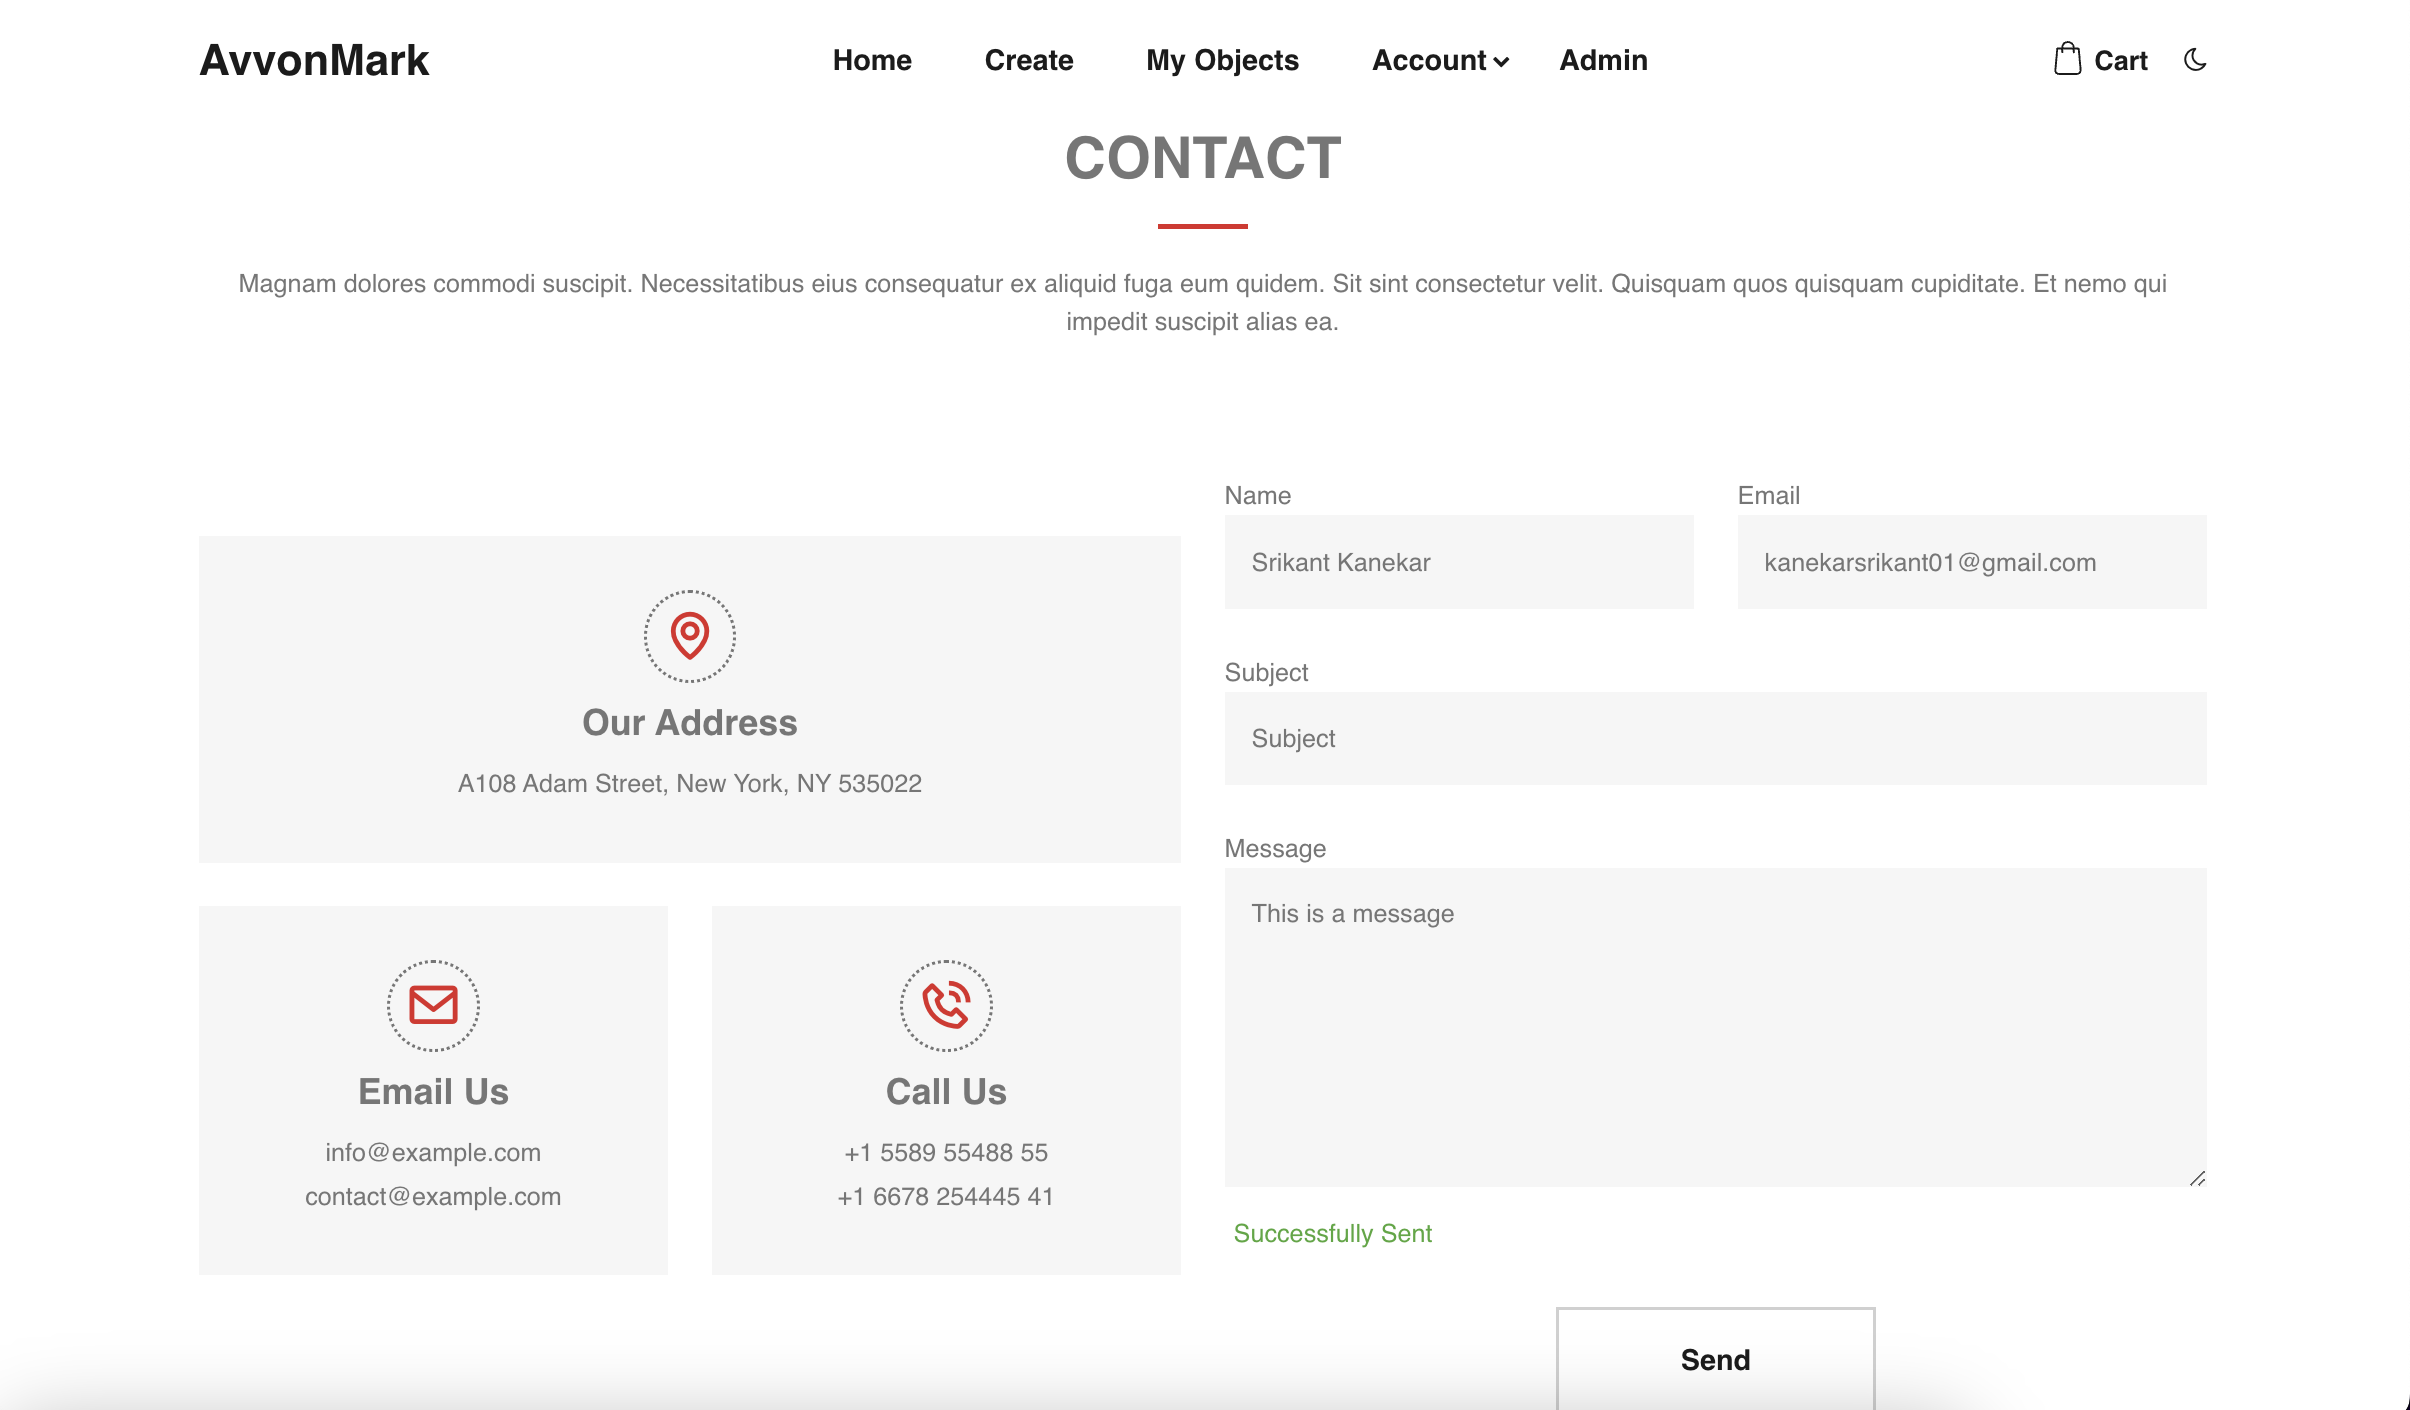 AvvonMark
Home Create My Objects Account Admin
Cart
CONTACT
Magnam dolores commodi suscipit. Necessitatibus eius consequatur ex aliquid fuga eum quidem. Sit sint consectetur velit. Quisquam quos quisquam cupiditate. Et nemo qui
impedit suscipit alias ea.
Our Address
A108 Adam Street, New York, NY 535022
Email Us
info@example.com
contact@example.com
Call Us
+1 5589 55488 55
+1 6678 254445 41
Name
Srikant Kanekar
Email
kanekarsrikant01@gmail.com
Subject
Subject
Message
This is a message
Successfully Sent
Send